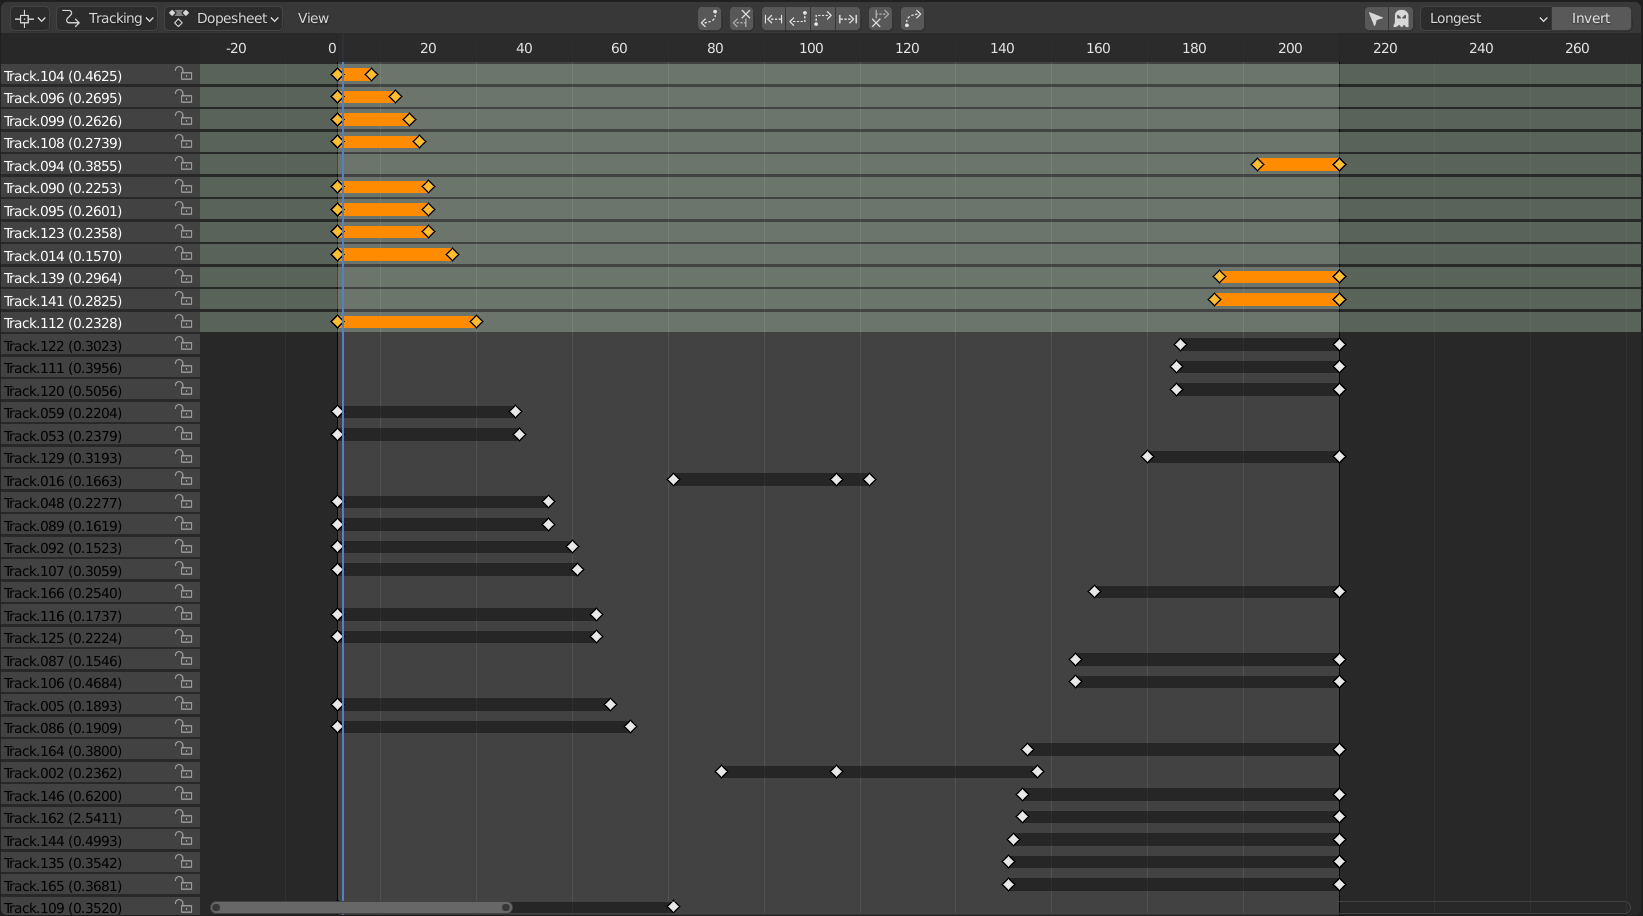 Tracking Dopesheet View Longest Invert
-20 0 20 40 60 80 100 120 140 160 180 200 220 240 260
Track.104 (0.4625)
Track.096 (0.2695)
Track.099 (0.2626)
Track.108 (0.2739)
Track.094 (0.3855)
Track.090 (0.2253)
Track.095 (0.2601)
Track.123 (0.2358)
Track.014 (0.1570)
Track.139 (0.2964)
Track.141 (0.2825)
Track.112 (0.2328)
Track.122 (0.3023)
Track.111 (0.3956)
Track.120 (0.5056)
Track.059 (0.2204)
Track.053 (0.2379)
Track.129 (0.3193)
Track.016 (0.1663)
Track.048 (0.2277)
Track.089 (0.1619)
Track.092 (0.1523)
Track.107 (0.3059)
Track.166 (0.2540)
Track.116 (0.1737)
Track.125 (0.2224)
Track.087 (0.1546)
Track.106 (0.4684)
Track.005 (0.1893)
Track.086 (0.1909)
Track.164 (0.3800)
Track.002 (0.2362)
Track.146 (0.6200)
Track.162 (2.5411)
Track.144 (0.4993)
Track.135 (0.3542)
Track.165 (0.3681)
Track.109 (0.3520)